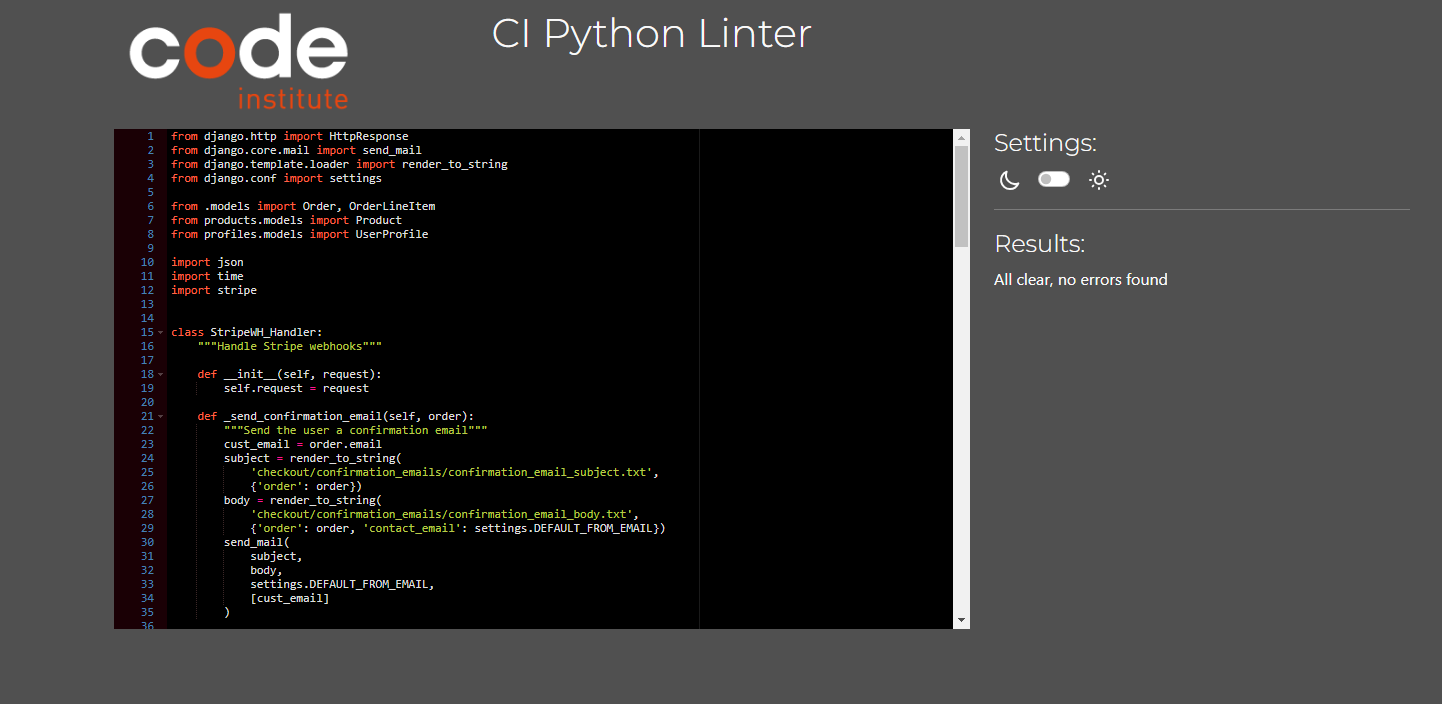 code
institute
CI Python Linter
1 from django.http import HttpResponse
2 from django.core.mail import send_mail
3 from django.template.loader import render_to_string
4 from django.conf import settings
5
6 from .models import Order, OrderLineItem
7 from products.models import Product
8 from profiles.models import UserProfile
9
10 import json
11 import time
12 import stripe
13
14
15 class StripeWH_Handler:
16     """Handle Stripe webhooks"""
17
18     def __init__(self, request):
19         self.request = request
20
21     def _send_confirmation_email(self, order):
22         """Send the user a confirmation email"""
23         cust_email = order.email
24         subject = render_to_string(
25             'checkout/confirmation_emails/confirmation_email_subject.txt',
26             {'order': order})
27         body = render_to_string(
28             'checkout/confirmation_emails/confirmation_email_body.txt',
29             {'order': order, 'contact_email': settings.DEFAULT_FROM_EMAIL})
30         send_mail(
31             subject,
32             body,
33             settings.DEFAULT_FROM_EMAIL,
34             [cust_email]
35         )
36
Settings:
Results:
All clear, no errors found